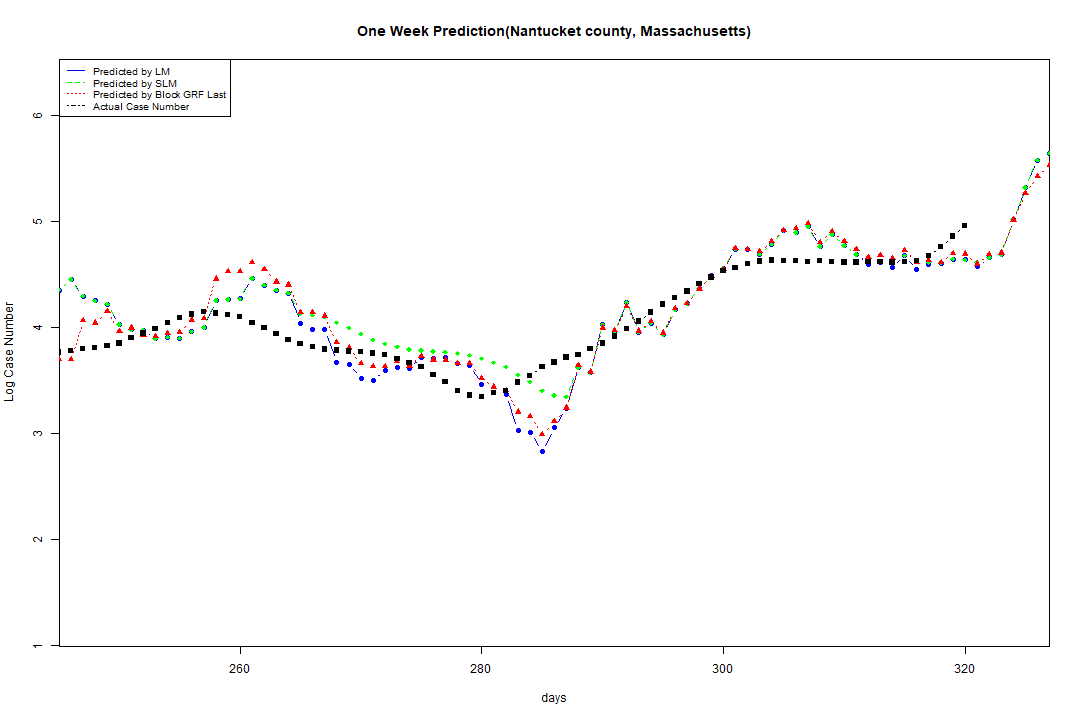 One Week Prediction(Nantucket county, Massachusetts)
Predicted by LM
Predicted by SLM
Predicted by Block GRF Last
Actual Case Number
6
5
4
3
2
1
Log Case Number
260
280
300
320
days